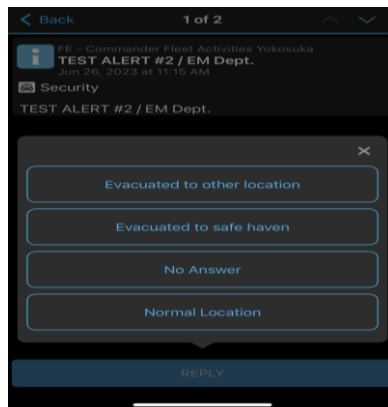 Back
1 of 2
FE - Commander Fleet Activities Yokosuka
TEST ALERT #2 / EM Dept.
Jun 26, 2023 at 11:15 AM
Security
TEST ALERT #2 / EM Dept.
Evacuated to other location
Evacuated to safe haven
No Answer
Normal Location
REPLY